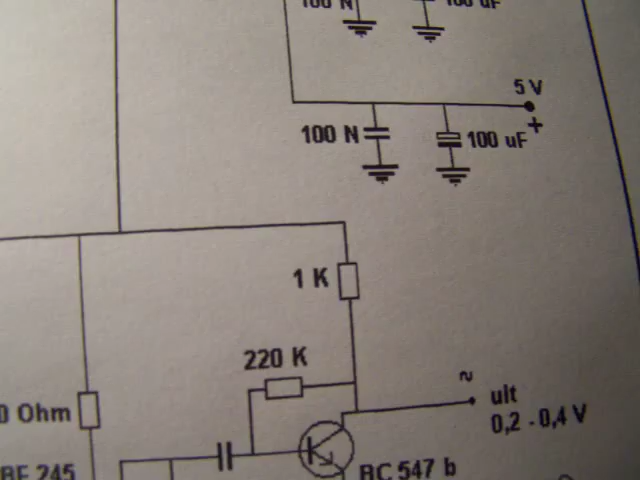 100 N
100 uF
5 V
+
100 N
100 uF
1 K
220 K
~
uit
0 Ohm
0,2 - 0,4 V
BF 245
BC 547 b